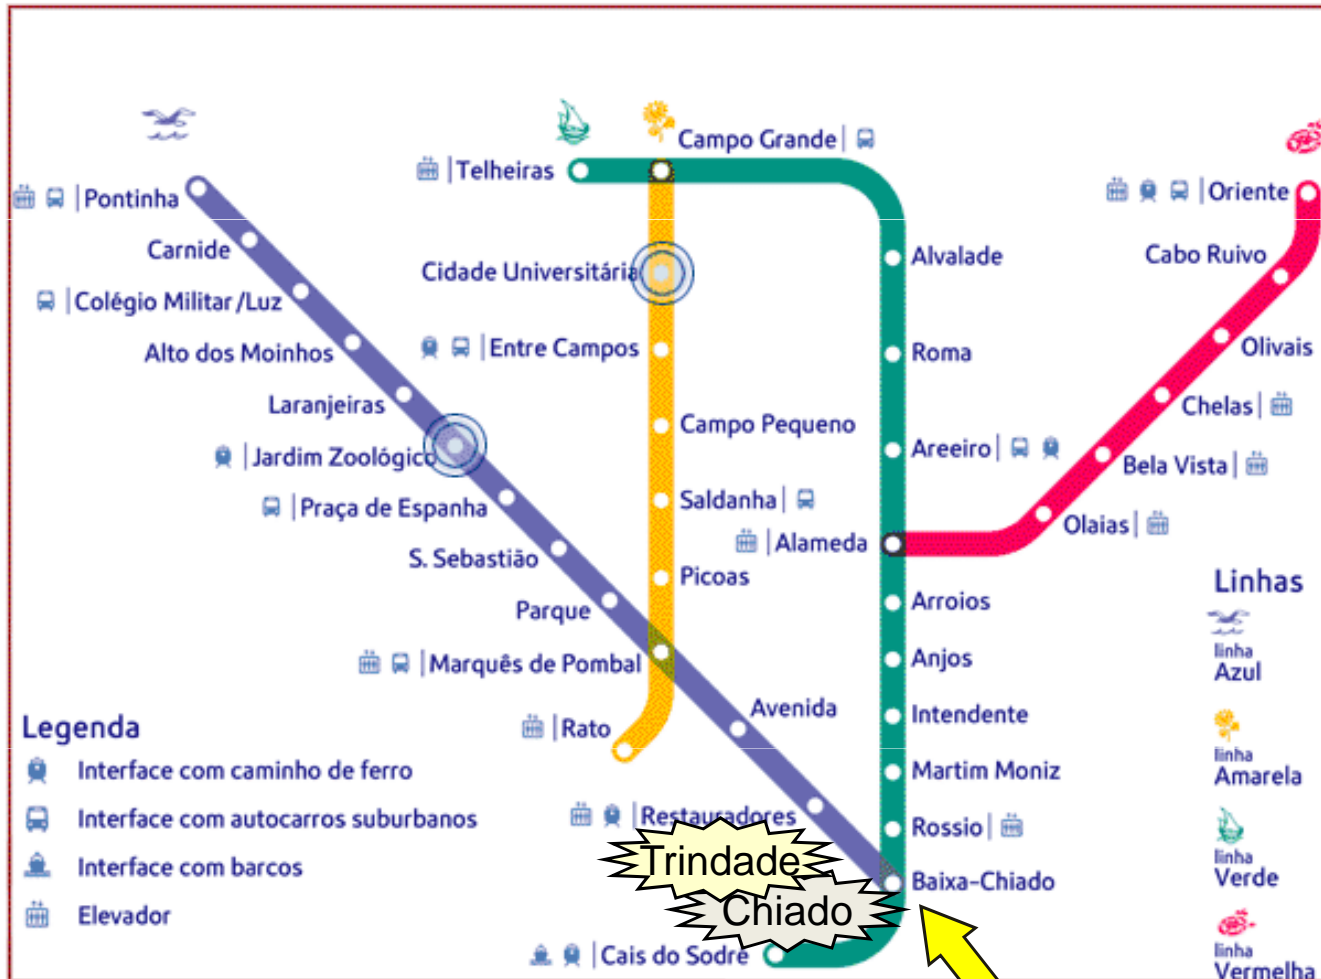 Campo Grande
Telheiras
Pontinha
Oriente
Carnide
Cidade Universitária
Alvalade
Cabo Ruivo
Colégio Militar/Luz
Alto dos Moinhos
Entre Campos
Roma
Olivais
Laranjeiras
Chelas
Campo Pequeno
Jardim Zoológico
Areeiro
Bela Vista
Praça de Espanha
Saldanha
Olaias
S. Sebastião
Alameda
Picoas
Linhas
Parque
Arroios
linha
Azul
Marquês de Pombal
Anjos
Avenida
Intendente
Legenda
Rato
linha
Amarela
Interface com caminho de ferro
Martim Moniz
Interface com autocarros suburbanos
Restauradores
Rossio
Trindade
linha
Verde
Interface com barcos
Baixa-Chiado
Elevador
Chiado
Cais do Sodré
linha
Vermelha